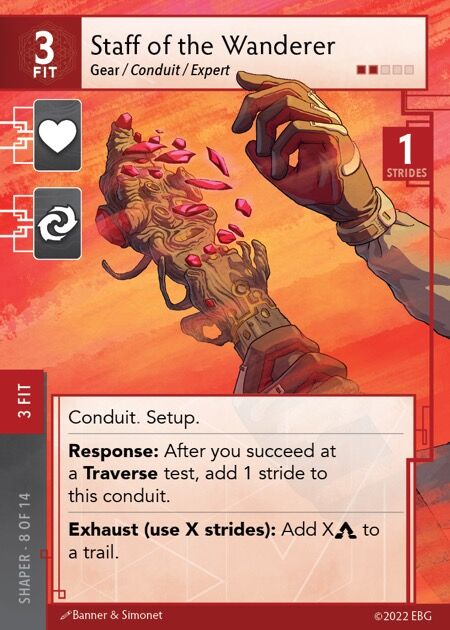 3
FIT
Staff of the Wanderer
Gear / Conduit / Expert
1
STRIDES
3 FIT
SHAPER - 8 OF 14
Conduit. Setup.
Response: After you succeed at
a Traverse test, add 1 stride to
this conduit.
Exhaust (use X strides): Add X to
a trail.
Banner & Simonet
©2022 EBG